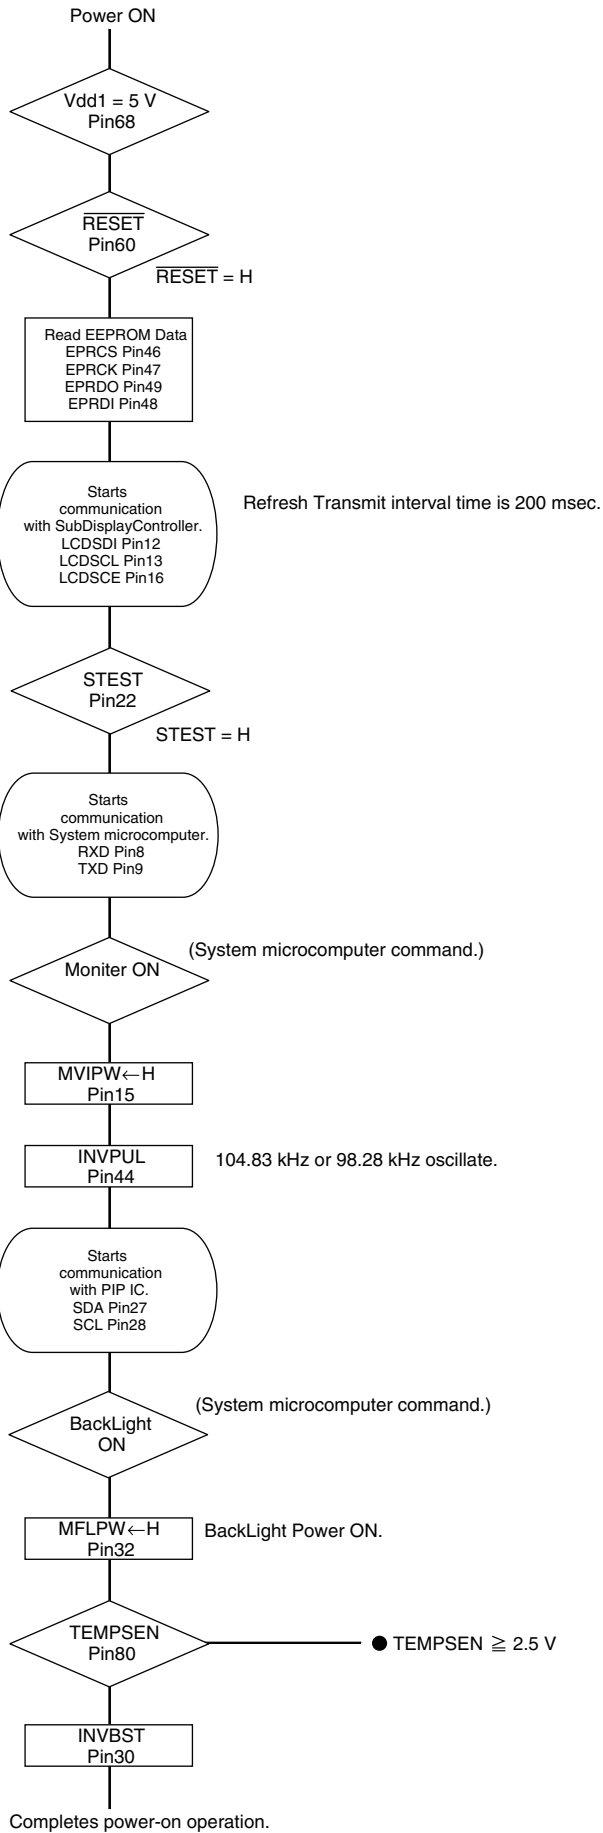 Power ON
Vdd1 = 5 V
Pin68
RESET
Pin60
RESET = H
Read EEPROM Data
EPRCS Pin46
EPRCK Pin47
EPRDO Pin49
EPRDI Pin48
Starts
communication
with SubDisplayController.
LCDSDI Pin12
LCDSCL Pin13
LCDSCE Pin16
Refresh Transmit interval time is 200 msec.
STEST
Pin22
STEST = H
Starts
communication
with System microcomputer.
RXD Pin8
TXD Pin9
(System microcomputer command.)
Moniter ON
MVIPW←H
Pin15
INVPUL
Pin44
104.83 kHz or 98.28 kHz oscillate.
Starts
communication
with PIP IC.
SDA Pin27
SCL Pin28
(System microcomputer command.)
BackLight
ON
MFLPW←H
Pin32
BackLight Power ON.
TEMPSEN
Pin80
● TEMPSEN ≧ 2.5 V
INVBST
Pin30
Completes power-on operation.